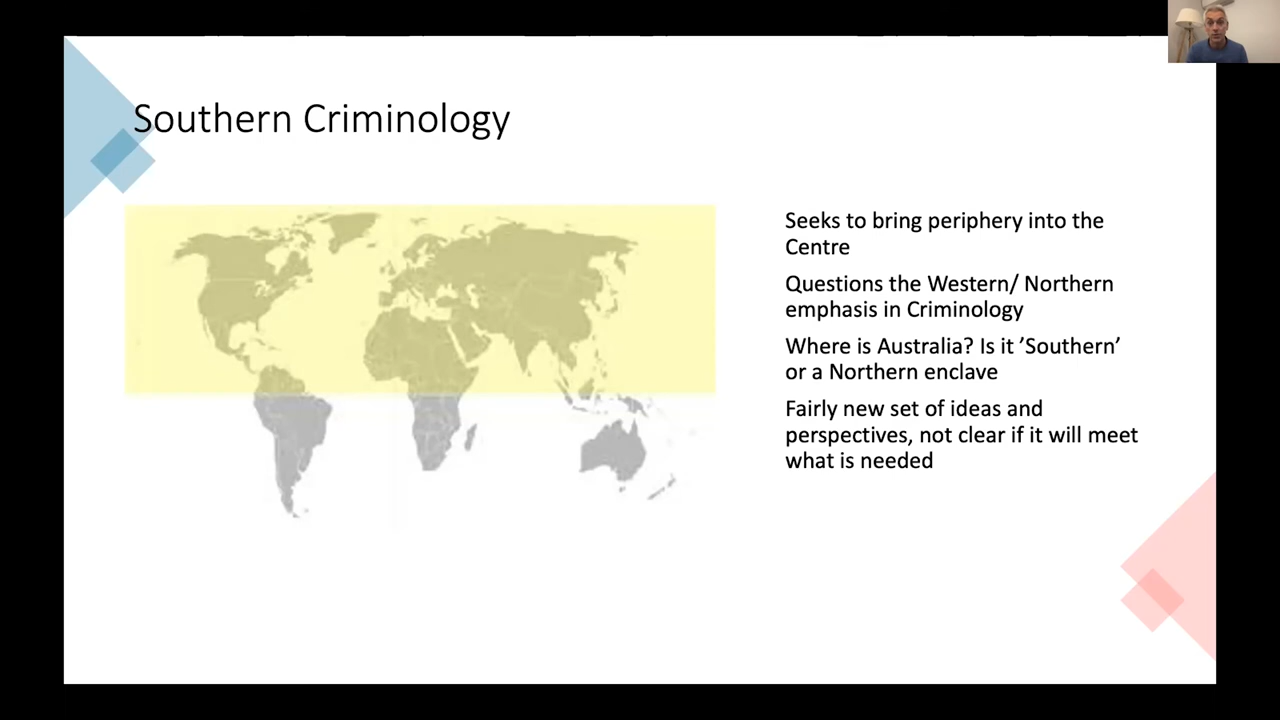 Southern Criminology
Seeks to bring periphery into the
Centre
Questions the Western/ Northern
emphasis in Criminology
Where is Australia? Is it ’Southern’
or a Northern enclave
Fairly new set of ideas and
perspectives, not clear if it will meet
what is needed